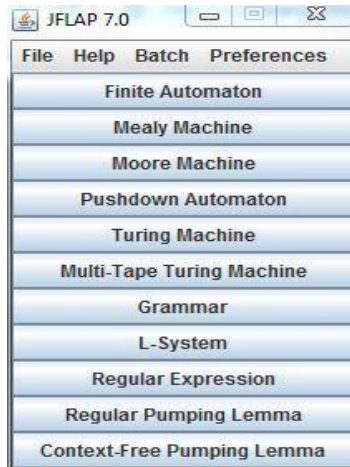 JFLAP 7.0
File Help Batch Preferences
Finite Automaton
Mealy Machine
Moore Machine
Pushdown Automaton
Turing Machine
Multi-Tape Turing Machine
Grammar
L-System
Regular Expression
Regular Pumping Lemma
Context-Free Pumping Lemma